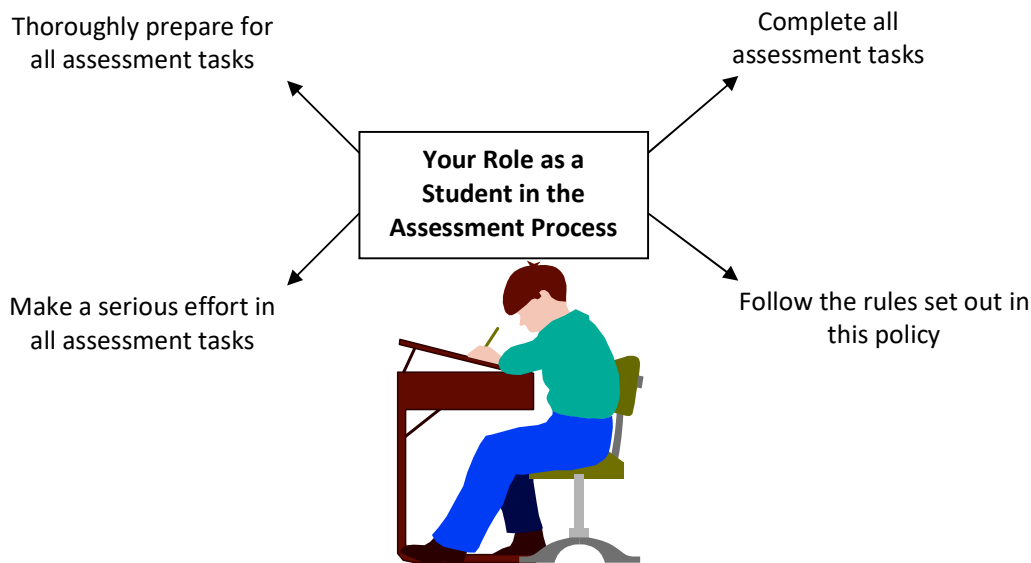 Thoroughly prepare for
all assessment tasks
Complete all
assessment tasks
Your Role as a
Student in the
Assessment Process
Make a serious effort in
all assessment tasks
Follow the rules set out in
this policy